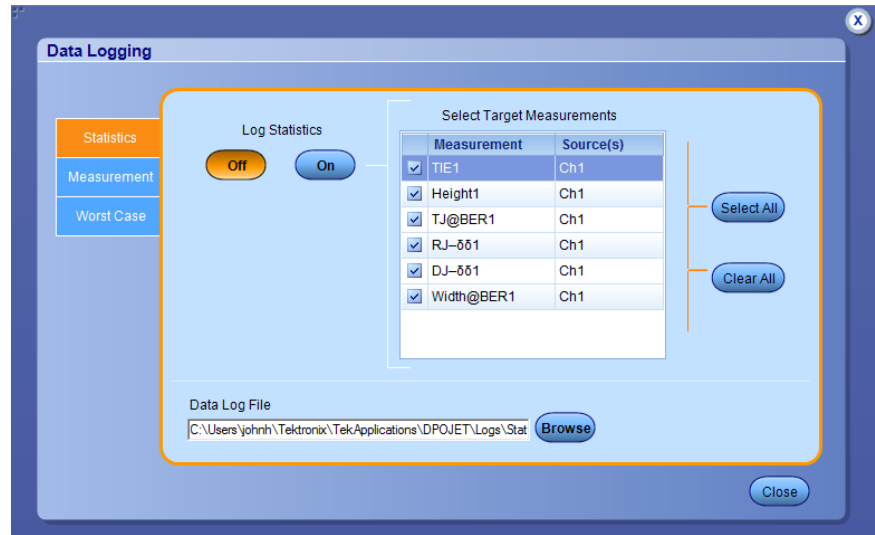 X
Data Logging
Statistics
Measurement
Worst Case
Log Statistics
Off On
Select Target Measurements
Measurement Source(s)
TIE1 Ch1
Height1 Ch1
TJ@BER1 Ch1
RJ–δδ1 Ch1
DJ–δδ1 Ch1
Width@BER1 Ch1
Select All
Clear All
Data Log File
C:\Users\johnh\Tektronix\TekApplications\DPOJET\Logs\Stat Browse
Close